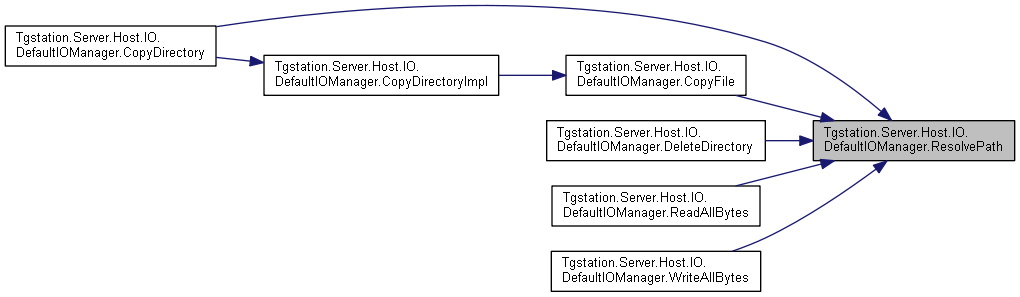 Tgstation.Server.Host.IO.
DefaultIOManager.CopyDirectory
Tgstation.Server.Host.IO.
DefaultIOManager.CopyDirectoryImpl
Tgstation.Server.Host.IO.
DefaultIOManager.CopyFile
Tgstation.Server.Host.IO.
DefaultIOManager.DeleteDirectory
Tgstation.Server.Host.IO.
DefaultIOManager.ResolvePath
Tgstation.Server.Host.IO.
DefaultIOManager.ReadAllBytes
Tgstation.Server.Host.IO.
DefaultIOManager.WriteAllBytes